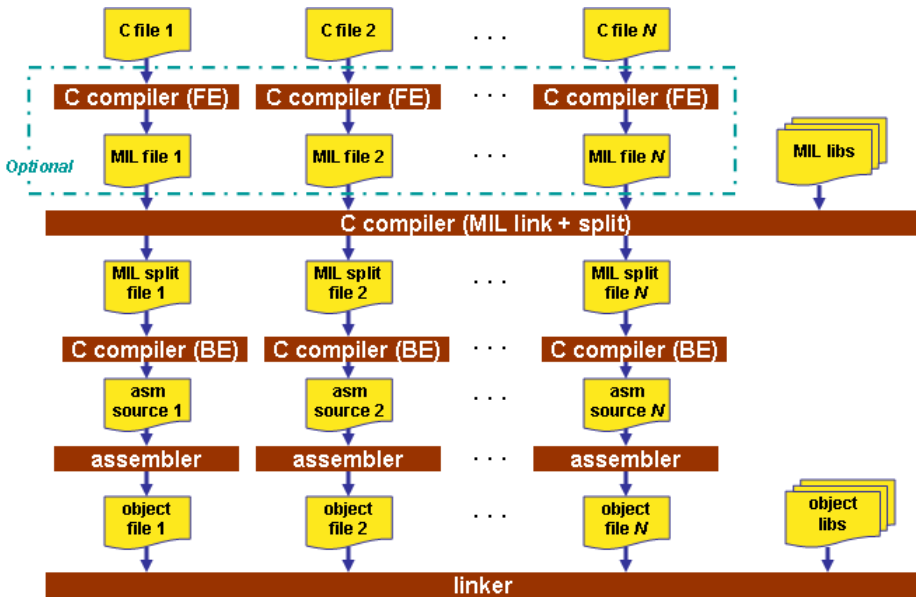 C file 1
C file 2
. . .
C file N
C compiler (FE)
C compiler (FE)
. . .
C compiler (FE)
Optional
MIL file 1
MIL file 2
. . .
MIL file N
MIL libs
C compiler (MIL link + split)
MIL split
file 1
MIL split
file 2
. . .
MIL split
file N
C compiler (BE)
C compiler (BE)
. . .
C compiler (BE)
asm
source 1
asm
source 2
. . .
asm
source N
assembler
assembler
. . .
assembler
object
file 1
object
file 2
. . .
object
file N
object
libs
linker